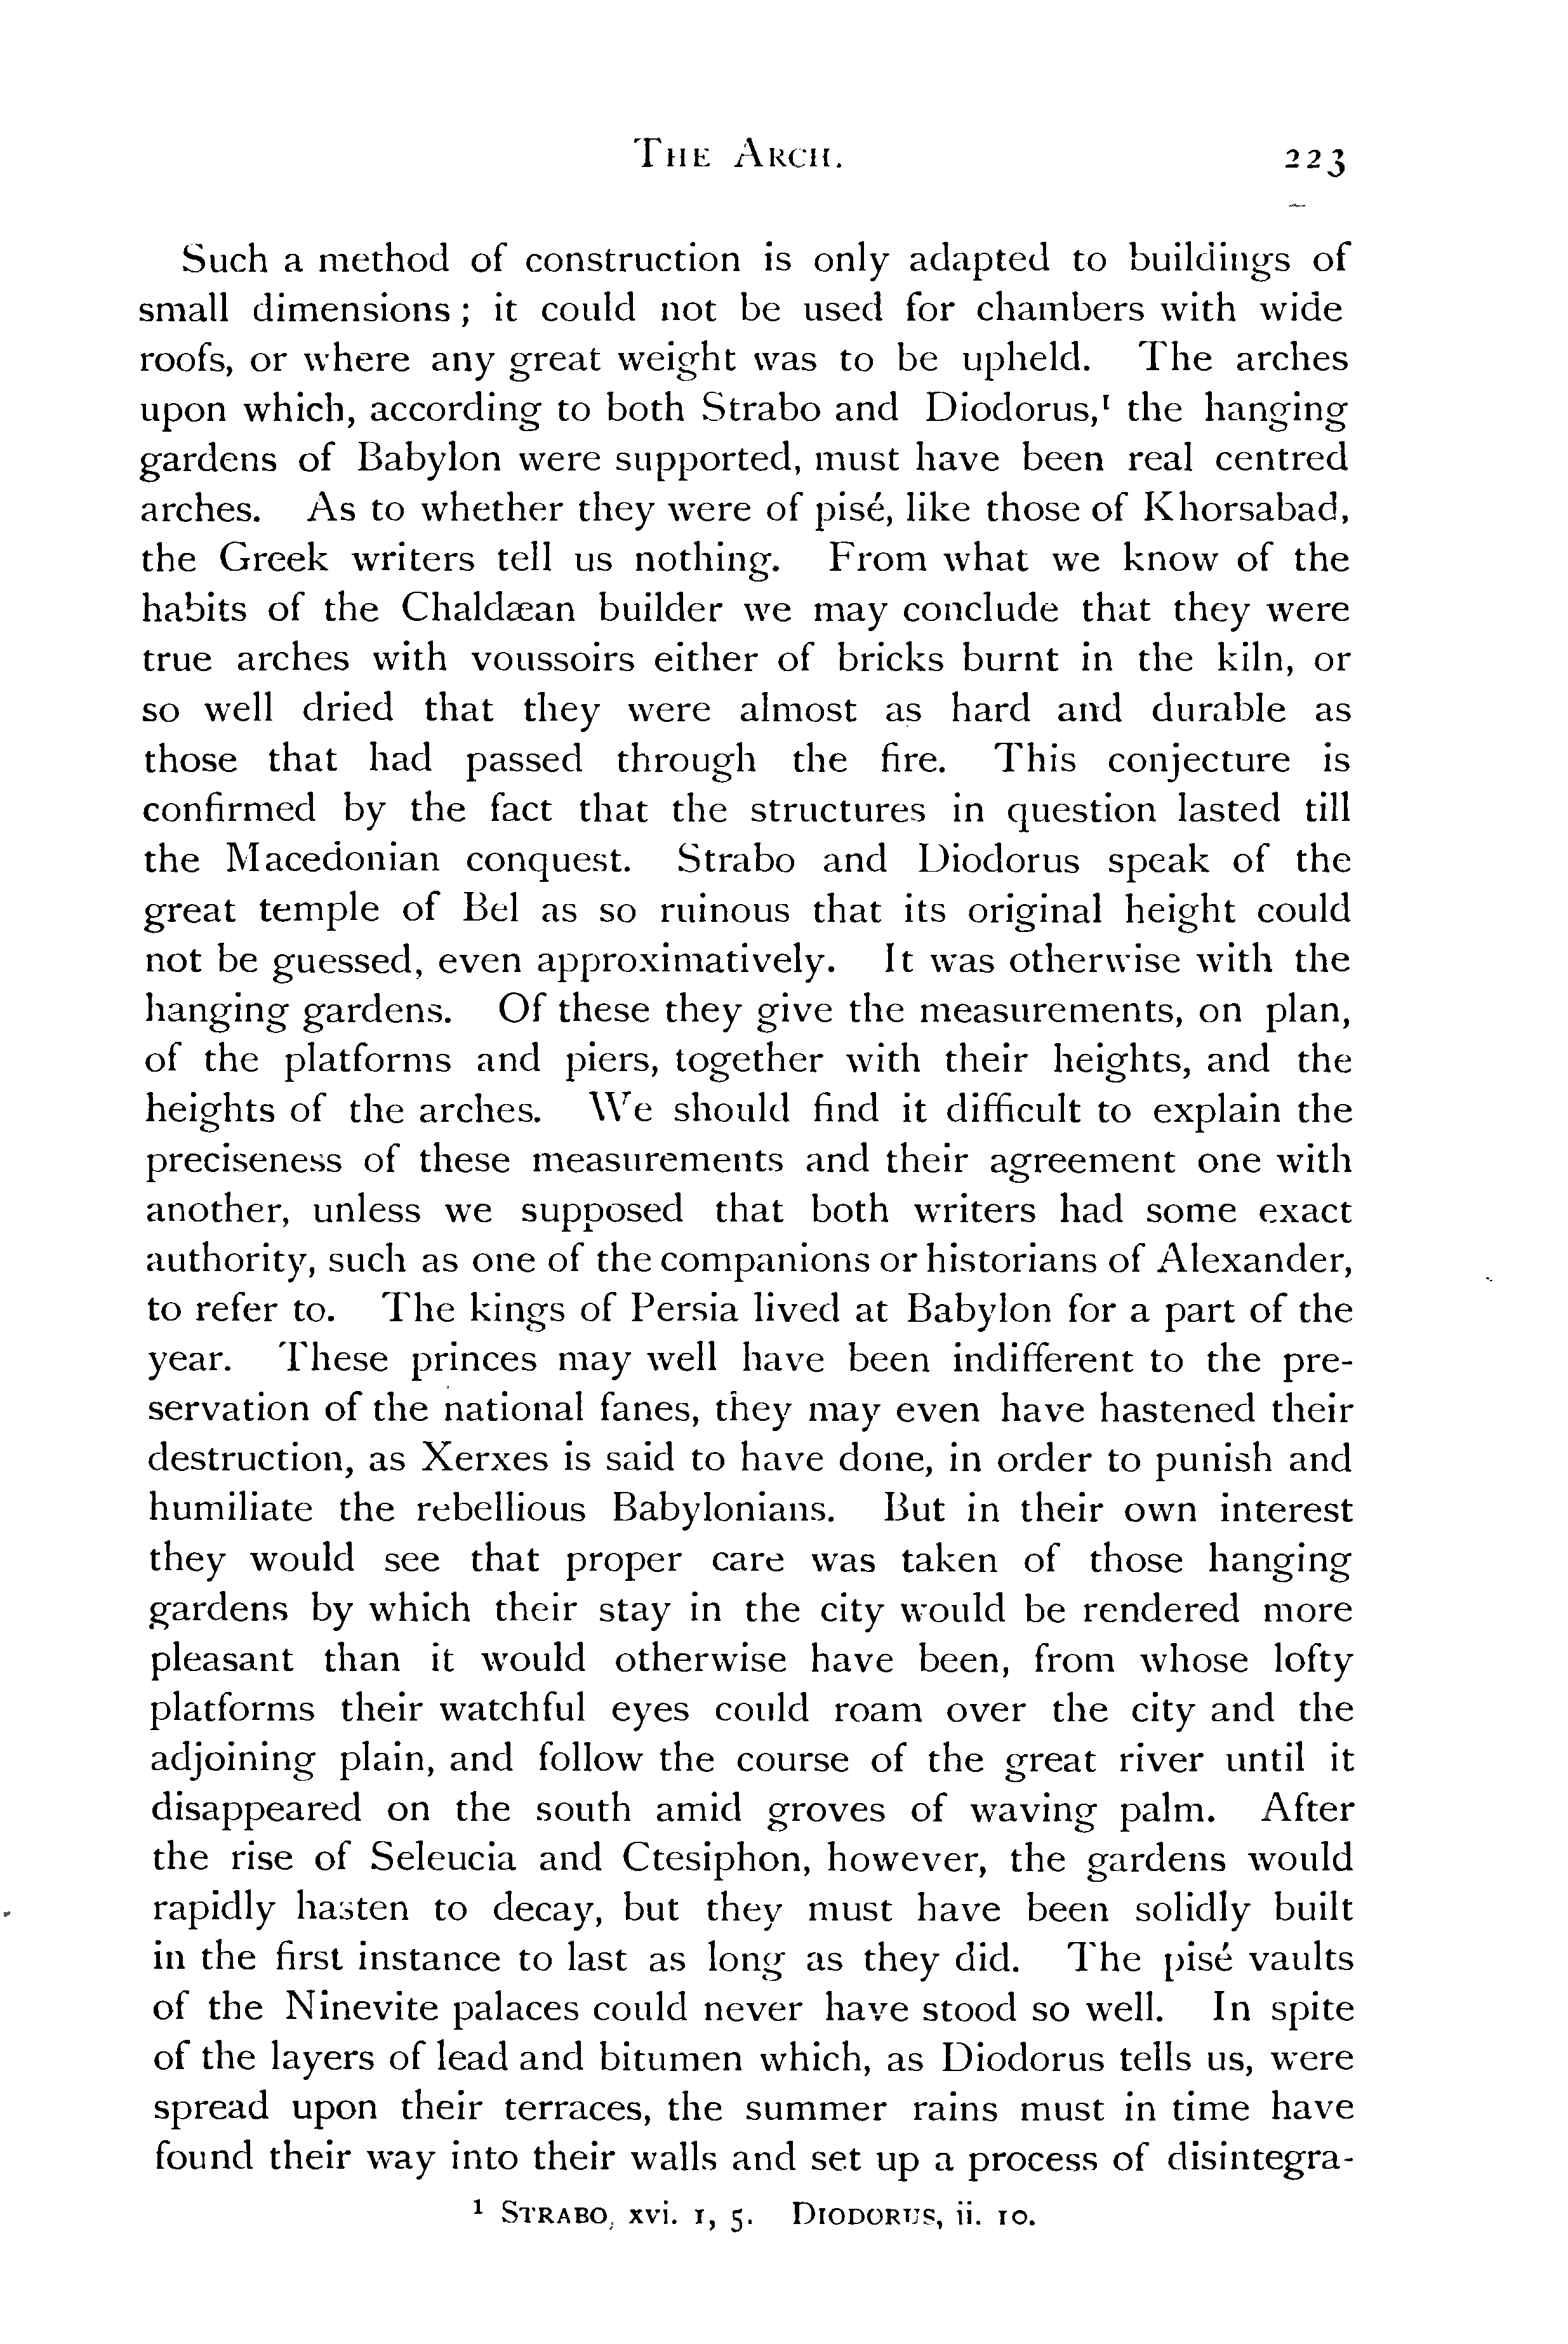 THE ARCH. 223
Such a method of construction is only adapted to buildings of
small dimensions; it could not be used for chambers with wide
roofs, or where any great weight was to be upheld. The arches
upon which, according to both Strabo and Diodorus,¹ the hanging
gardens of Babylon were supported, must have been real centred
arches. As to whether they were of pisé, like those of Khorsabad,
the Greek writers tell us nothing. From what we know of the
habits of the Chaldæan builder we may conclude that they were
true arches with voussoirs either of bricks burnt in the kiln, or
so well dried that they were almost as hard and durable as
those that had passed through the fire. This conjecture is
confirmed by the fact that the structures in question lasted till
the Macedonian conquest. Strabo and Diodorus speak of the
great temple of Bel as so ruinous that its original height could
not be guessed, even approximatively. It was otherwise with the
hanging gardens. Of these they give the measurements, on plan,
of the platforms and piers, together with their heights, and the
heights of the arches. We should find it difficult to explain the
preciseness of these measurements and their agreement one with
another, unless we supposed that both writers had some exact
authority, such as one of the companions or historians of Alexander,
to refer to. The kings of Persia lived at Babylon for a part of the
year. These princes may well have been indifferent to the pre-
servation of the national fanes, they may even have hastened their
destruction, as Xerxes is said to have done, in order to punish and
humiliate the rebellious Babylonians. But in their own interest
they would see that proper care was taken of those hanging
gardens by which their stay in the city would be rendered more
pleasant than it would otherwise have been, from whose lofty
platforms their watchful eyes could roam over the city and the
adjoining plain, and follow the course of the great river until it
disappeared on the south amid groves of waving palm. After
the rise of Seleucia and Ctesiphon, however, the gardens would
rapidly hasten to decay, but they must have been solidly built
in the first instance to last as long as they did. The pisé vaults
of the Ninevite palaces could never have stood so well. In spite
of the layers of lead and bitumen which, as Diodorus tells us, were
spread upon their terraces, the summer rains must in time have
found their way into their walls and set up a process of disintegra-
¹ STRABO, xvi. 1, 5. DIODORUS, ii. 10.